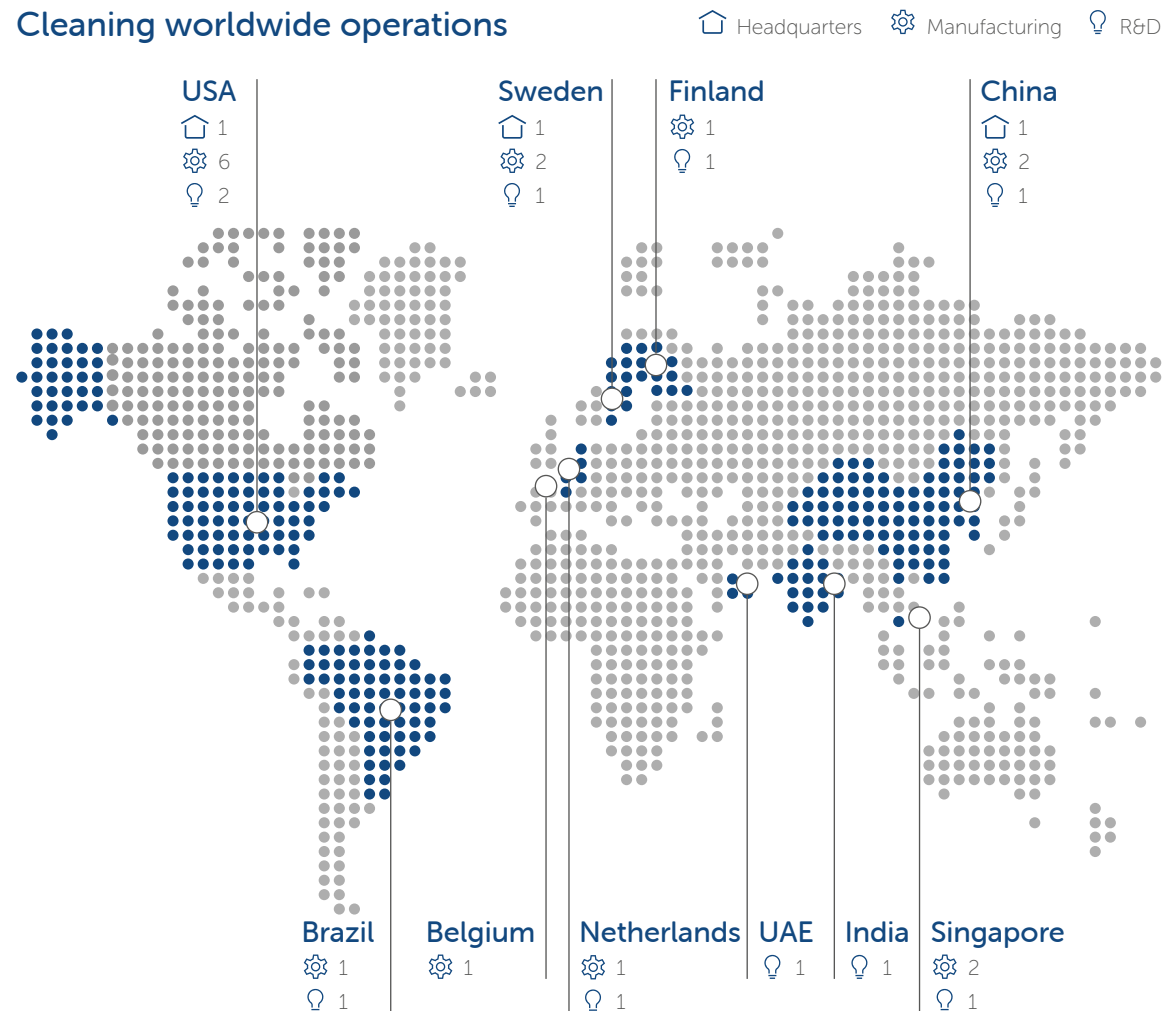 Cleaning worldwide operations
Headquarters Manufacturing R&D
USA
1
6
2
Sweden
1
2
1
Finland
1
1
China
1
2
1
Brazil
1
1
Belgium
1
Netherlands
1
1
UAE
1
India
1
Singapore
2
1